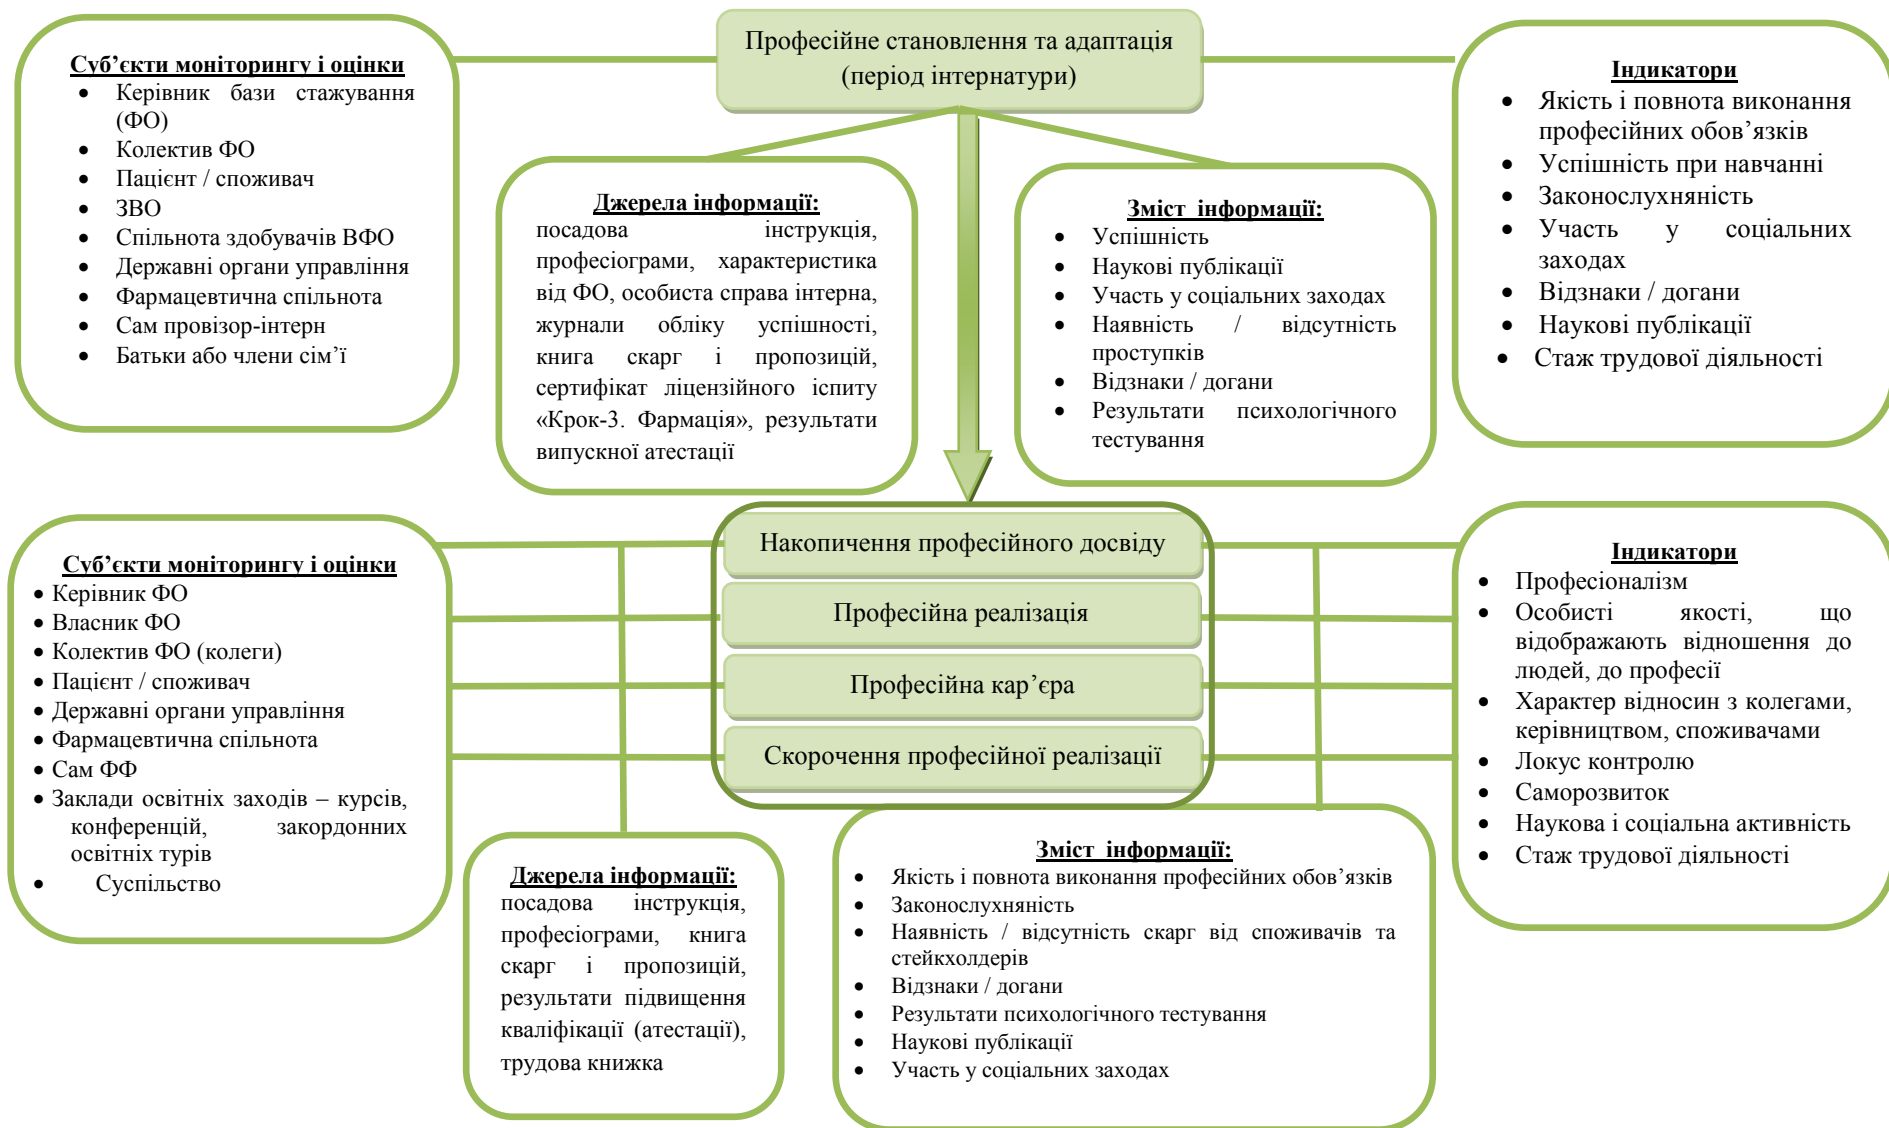 Професійне становлення та адаптація
(період інтернатури)
Суб’єкти моніторингу і оцінки
• Керівник бази стажування
(ФО)
• Колектив ФО
• Пацієнт / споживач
• ЗВО
• Спільнота здобувачів ВФО
• Державні органи управління
• Фармацевтична спільнота
• Сам провізор-інтерн
• Батьки або члени сім’ї
Джерела інформації:
посадова інструкція,
професіограми, характеристика
від ФО, особиста справа інтерна,
журнали обліку успішності,
книга скарг і пропозицій,
сертифікат ліцензійного іспиту
«Крок-3. Фармація», результати
випускної атестації
Зміст інформації:
• Успішність
• Наукові публікації
• Участь у соціальних заходах
• Наявність / відсутність
проступків
• Відзнаки / догани
• Результати психологічного
тестування
Індикатори
• Якість і повнота виконання
професійних обов’язків
• Успішність при навчанні
• Законослухняність
• Участь у соціальних
заходах
• Відзнаки / догани
• Наукові публікації
• Стаж трудової діяльності
Накопичення професійного досвіду
Професійна реалізація
Професійна кар’єра
Скорочення професійної реалізації
Суб’єкти моніторингу і оцінки
• Керівник ФО
• Власник ФО
• Колектив ФО (колеги)
• Пацієнт / споживач
• Державні органи управління
• Фармацевтична спільнота
• Сам ФФ
• Заклади освітніх заходів – курсів,
конференцій, закордонних
освітніх турів
• Суспільство
Джерела інформації:
посадова інструкція,
професіограми, книга
скарг і пропозицій,
результати підвищення
кваліфікації (атестації),
трудова книжка
Зміст інформації:
• Якість і повнота виконання професійних обов’язків
• Законослухняність
• Наявність / відсутність скарг від споживачів та
стейкхолдерів
• Відзнаки / догани
• Результати психологічного тестування
• Наукові публікації
• Участь у соціальних заходах
Індикатори
• Професіоналізм
• Особисті якості, що
відображають відношення до
людей, до професії
• Характер відносин з колегами,
керівництвом, споживачами
• Локус контролю
• Саморозвиток
• Наукова і соціальна активність
• Стаж трудової діяльності